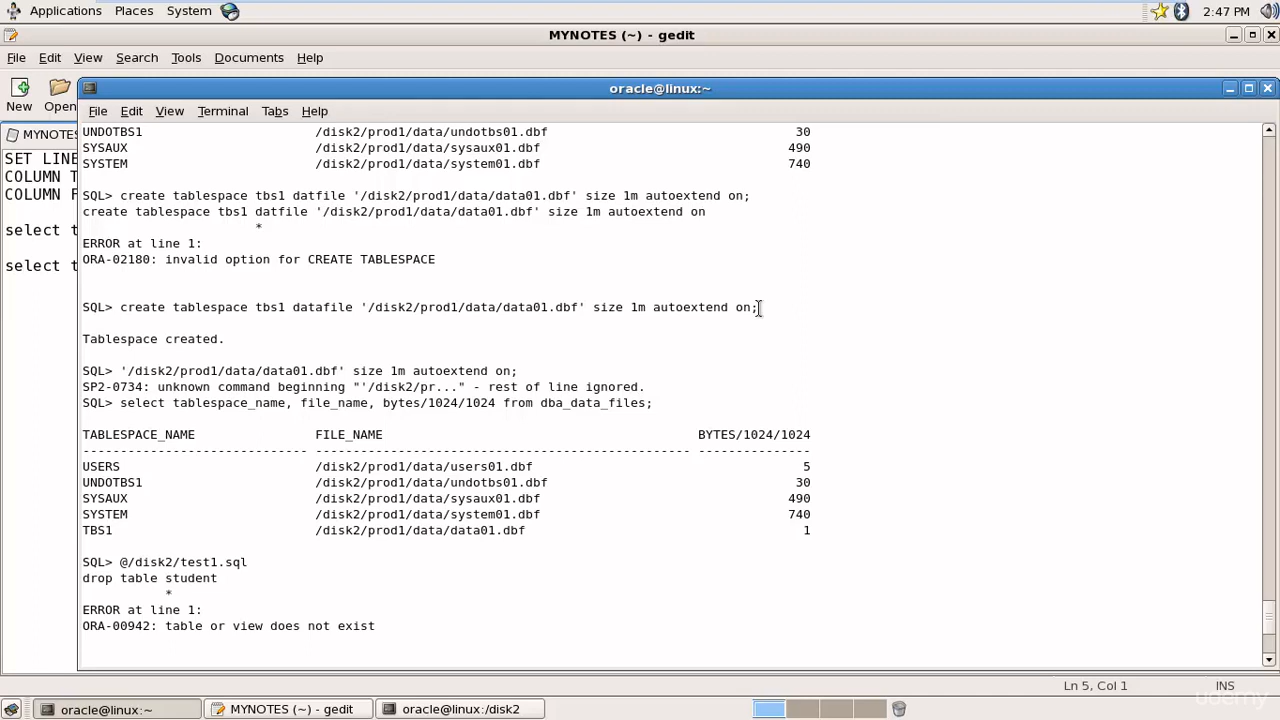 Applications Places System 2:47 PM
MYNOTES (~) - gedit
File Edit View Search Tools Documents Help
oracle@linux:~
New Open
File Edit View Terminal Tabs Help
MYNOTES
SET LINE
COLUMN T
COLUMN F
select t
select t
UNDOTBS1 /disk2/prod1/data/undotbs01.dbf 30
SYSAUX /disk2/prod1/data/sysaux01.dbf 490
SYSTEM /disk2/prod1/data/system01.dbf 740
SQL> create tablespace tbs1 datfile '/disk2/prod1/data/data01.dbf' size 1m autoextend on;
create tablespace tbs1 datfile '/disk2/prod1/data/data01.dbf' size 1m autoextend on
*
ERROR at line 1:
ORA-02180: invalid option for CREATE TABLESPACE
SQL> create tablespace tbs1 datafile '/disk2/prod1/data/data01.dbf' size 1m autoextend on;
Tablespace created.
SQL> '/disk2/prod1/data/data01.dbf' size 1m autoextend on;
SP2-0734: unknown command beginning "'/disk2/pr..." - rest of line ignored.
SQL> select tablespace_name, file_name, bytes/1024/1024 from dba_data_files;
TABLESPACE_NAME FILE_NAME BYTES/1024/1024
------------------------------ -------------------------------------------------- ---------------
USERS /disk2/prod1/data/users01.dbf 5
UNDOTBS1 /disk2/prod1/data/undotbs01.dbf 30
SYSAUX /disk2/prod1/data/sysaux01.dbf 490
SYSTEM /disk2/prod1/data/system01.dbf 740
TBS1 /disk2/prod1/data/data01.dbf 1
SQL> @/disk2/test1.sql
drop table student
*
ERROR at line 1:
ORA-00942: table or view does not exist
Ln 5, Col 1 INS
udemy
oracle@linux:~ MYNOTES (~) - gedit oracle@linux:/disk2